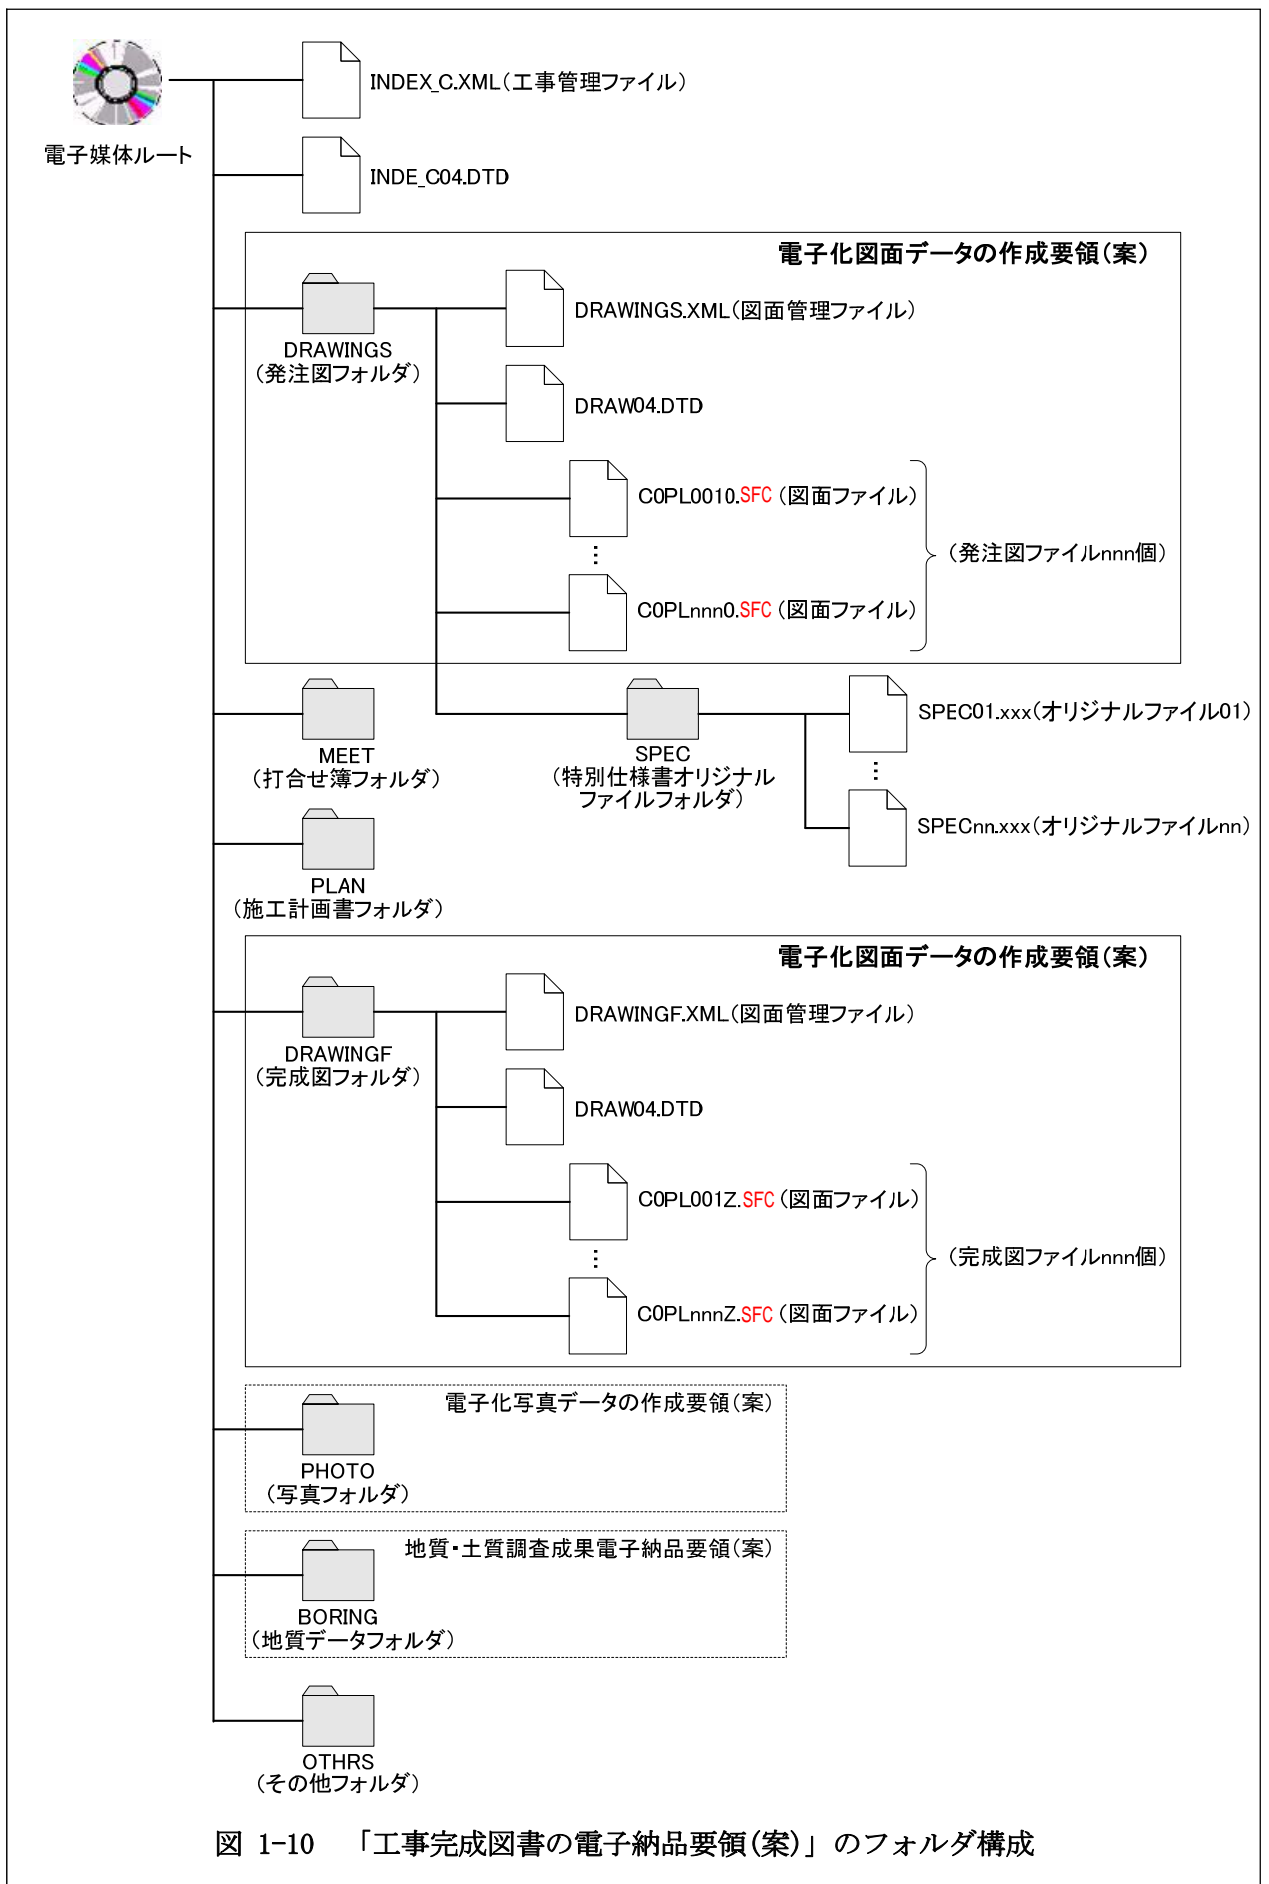 INDEX_C.XML(工事管理ファイル)
電子媒体ルート
INDE_C04.DTD
電子化図面データの作成要領(案)
DRAWINGS
(発注図フォルダ)
DRAWINGS.XML(図面管理ファイル)
DRAW04.DTD
C0PL0010.SFC(図面ファイル)
⋮
C0PLnnn0.SFC(図面ファイル)
(発注図ファイルnnn個)
MEET
(打合せ簿フォルダ)
SPEC
(特別仕様書オリジナル
ファイルフォルダ)
SPEC01.xxx(オリジナルファイル01)
⋮
SPECnn.xxx(オリジナルファイルnn)
PLAN
(施工計画書フォルダ)
電子化図面データの作成要領(案)
DRAWINGF
(完成図フォルダ)
DRAWINGF.XML(図面管理ファイル)
DRAW04.DTD
C0PL001Z.SFC(図面ファイル)
⋮
C0PLnnnZ.SFC(図面ファイル)
(完成図ファイルnnn個)
電子化写真データの作成要領(案)
PHOTO
(写真フォルダ)
地質・土質調査成果電子納品要領(案)
BORING
(地質データフォルダ)
OTHRS
(その他フォルダ)
図 1-10 「工事完成図書の電子納品要領(案)」のフォルダ構成